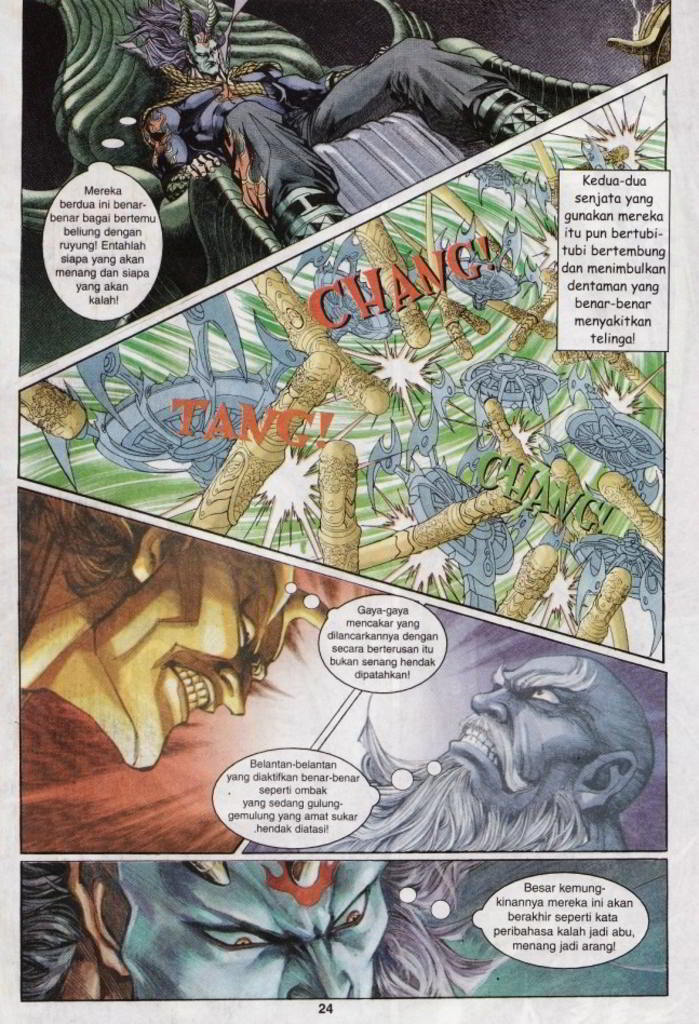 Mereka
berdua ini benar-
benar bagai bertemu
beliung dengan
ruyung! Entahlah
siapa yang akan
menang dan siapa
yang akan
kalah!
Kedua-dua
senjata yang
gunakan mereka
itu pun bertubi-
tubi bertembung
dan menimbulkan
dentaman yang
benar-benar
menyakitkan
telinga!
CHANG!
TANG!
CHANG!
Gaya-gaya
mencakar yang
dilancarkannya dengan
secara berterusan itu
bukan senang hendak
dipatahkan!
Belantan-belantan
yang diaktifkan benar-benar
seperti ombak
yang sedang gulung-
gemulung yang amat sukar
hendak diatasi!
Besar kemung-
kinannya mereka ini akan
berakhir seperti kata
peribahasa kalah jadi abu,
menang jadi arang!
24